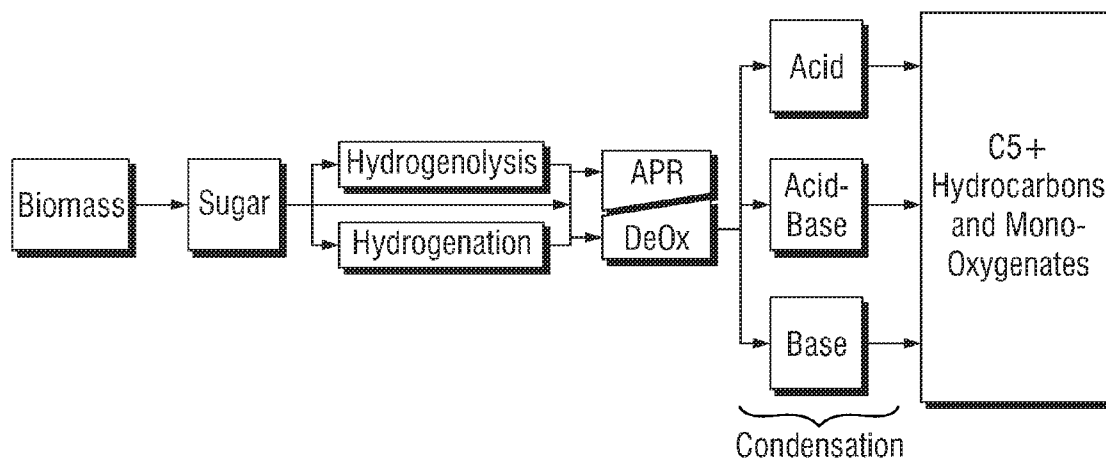 Biomass
Sugar
Hydrogenolysis
Hydrogenation
APR
DeOx
Acid
Acid-
Base
Base
Condensation
C5+
Hydrocarbons
and Mono-
Oxygenates